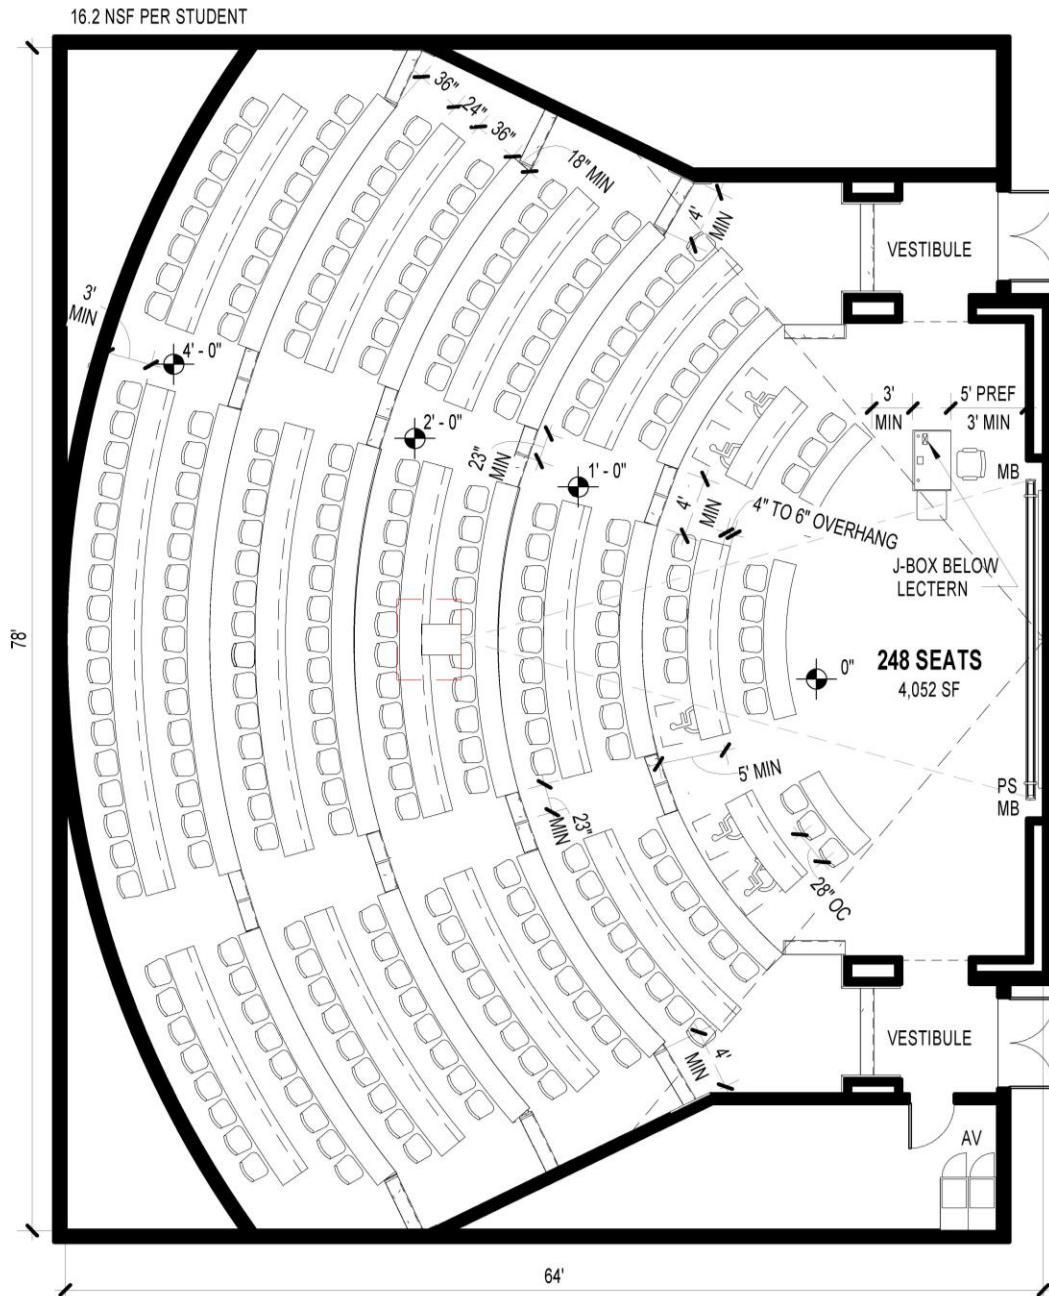 16.2 NSF PER STUDENT
36"
24"
36"
18" MIN
4'
MIN
VESTIBULE
3'
MIN
4' - 0"
2' - 0"
23"
MIN
1' - 0"
3'
MIN
5' PREF
3' MIN
MB
4'
MIN
4" TO 6" OVERHANG
J-BOX BELOW
LECTERN
78'
248 SEATS
4,052 SF
0"
5' MIN
PS
MB
23"
MIN
28" OC
4'
MIN
VESTIBULE
AV
64'